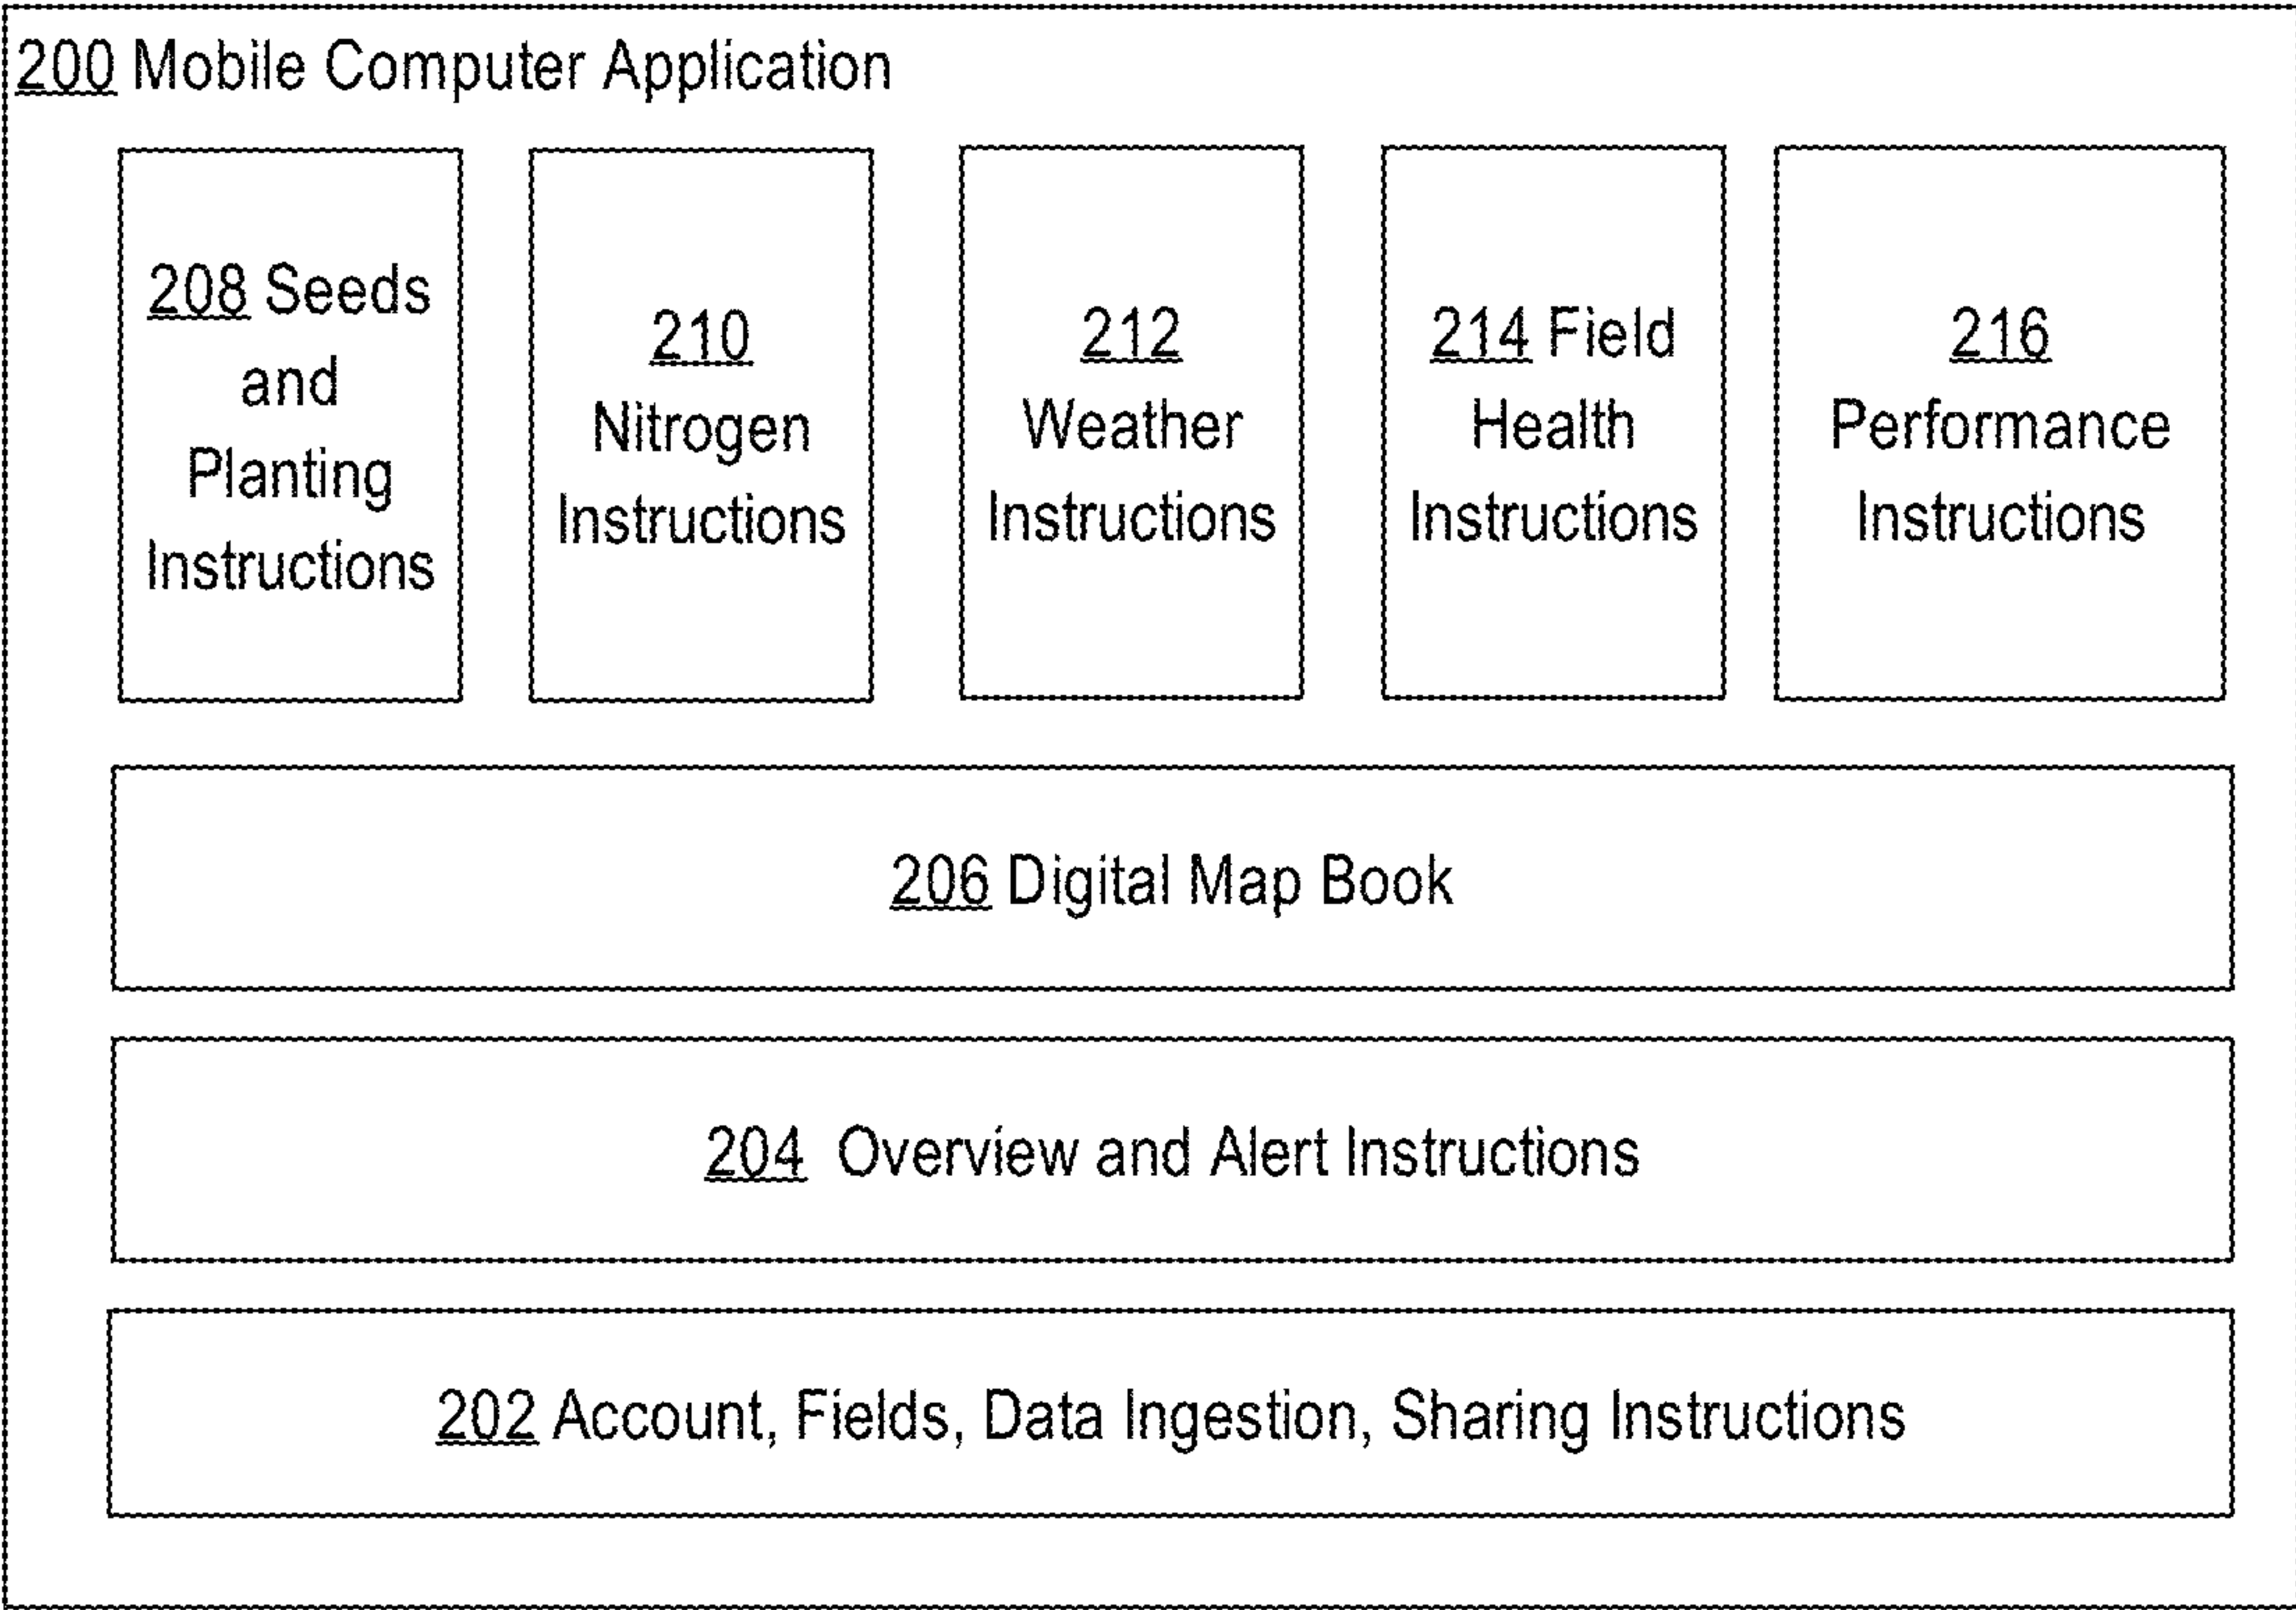 200 Mobile Computer Application
208 Seeds
and
Planting
Instructions
210
Nitrogen
Instructions
212
Weather
Instructions
214 Field
Health
Instructions
216
Performance
Instructions
206 Digital Map Book
204 Overview and Alert Instructions
202 Account, Fields, Data Ingestion, Sharing Instructions